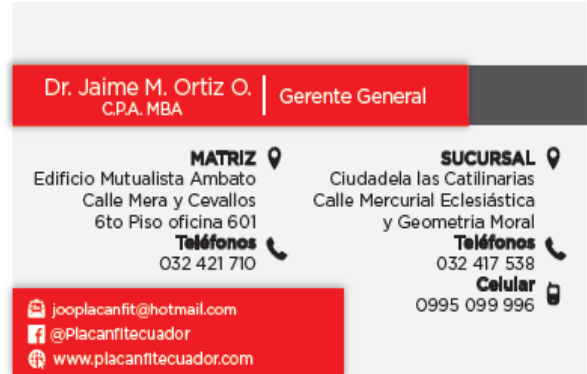 Dr. Jaime M. Ortiz O.
C.P.A. MBA
Gerente General
MATRIZ
Edificio Mutualista Ambato
Calle Mera y Cevallos
6to Piso oficina 601
Teléfonos
032 421 710
SUCURSAL
Ciudadela las Catilinarias
Calle Mercurial Eclesiástica
y Geometria Moral
Teléfonos
032 417 538
Celular
0995 099 996
jooplacanfit@hotmail.com
@Placanfitecuador
www.placanfitecuador.com